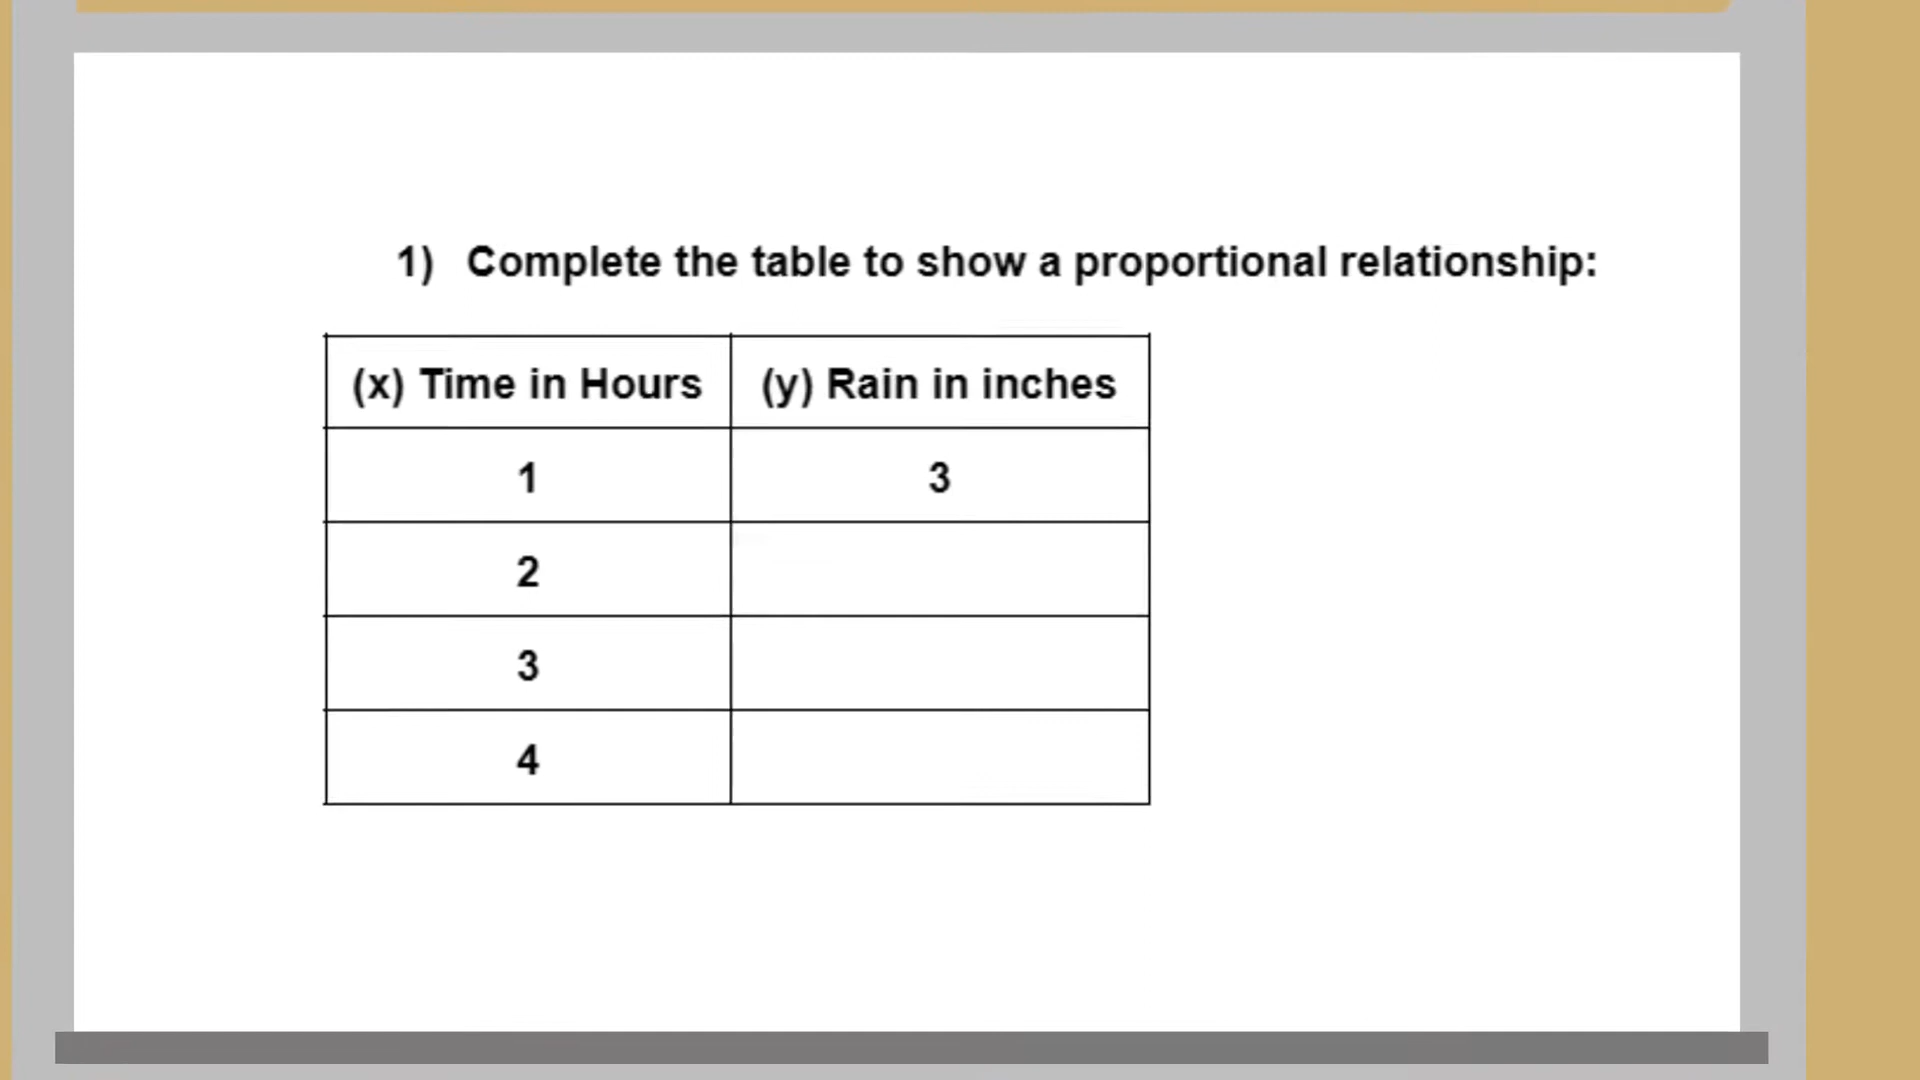 1) Complete the table to show a proportional relationship:
(x) Time in Hours (y) Rain in inches
1 3
2
3
4